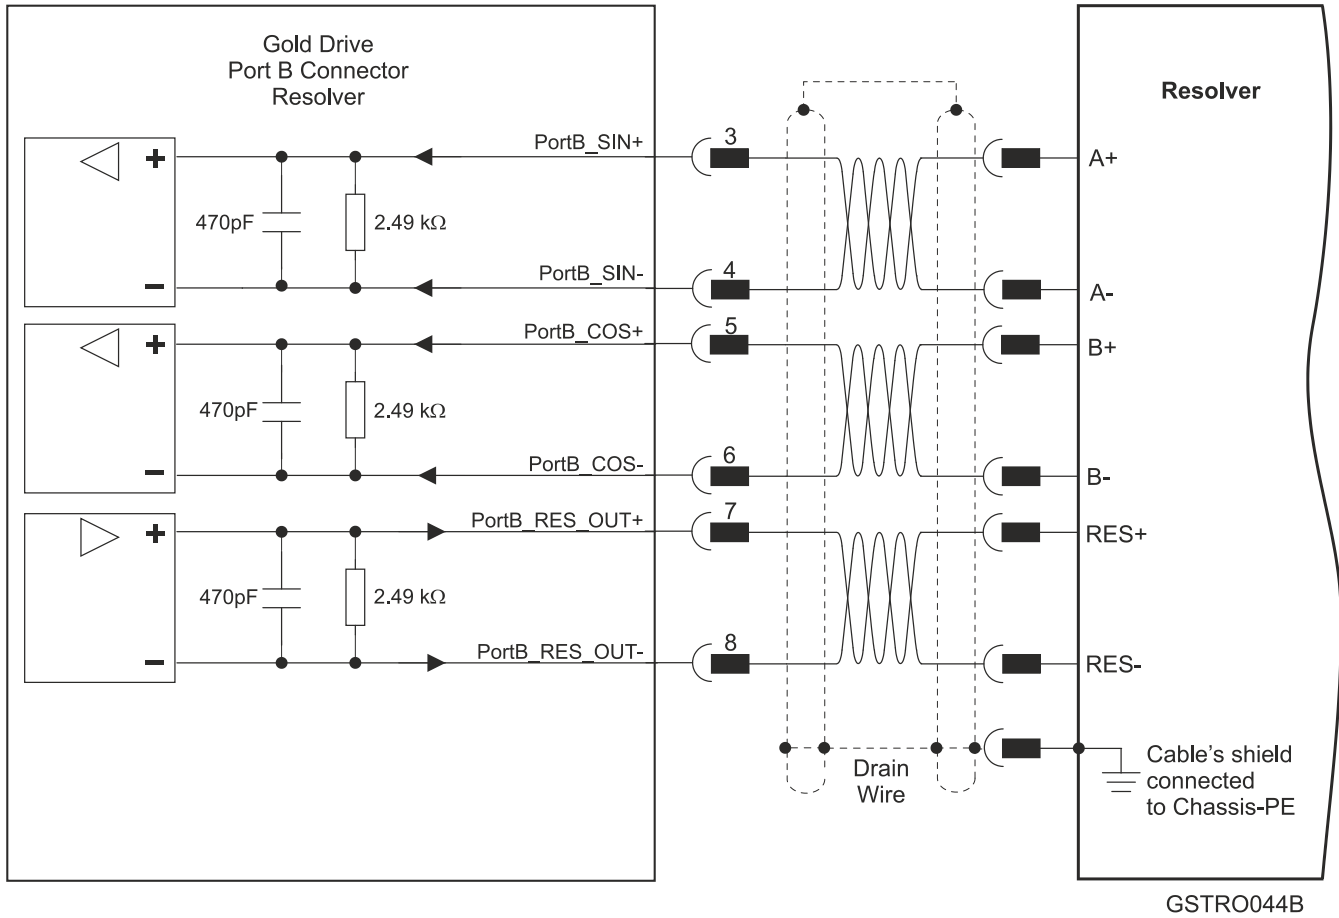 Gold Drive
Port B Connector
Resolver
Resolver
PortB_SIN+
3
A+
470pF
2.49 kΩ
PortB_SIN-
4
A-
PortB_COS+
5
B+
470pF
2.49 kΩ
PortB_COS-
6
B-
PortB_RES_OUT+
7
RES+
470pF
2.49 kΩ
PortB_RES_OUT-
8
RES-
Drain
Wire
Cable's shield
connected
to Chassis-PE
GSTRO044B